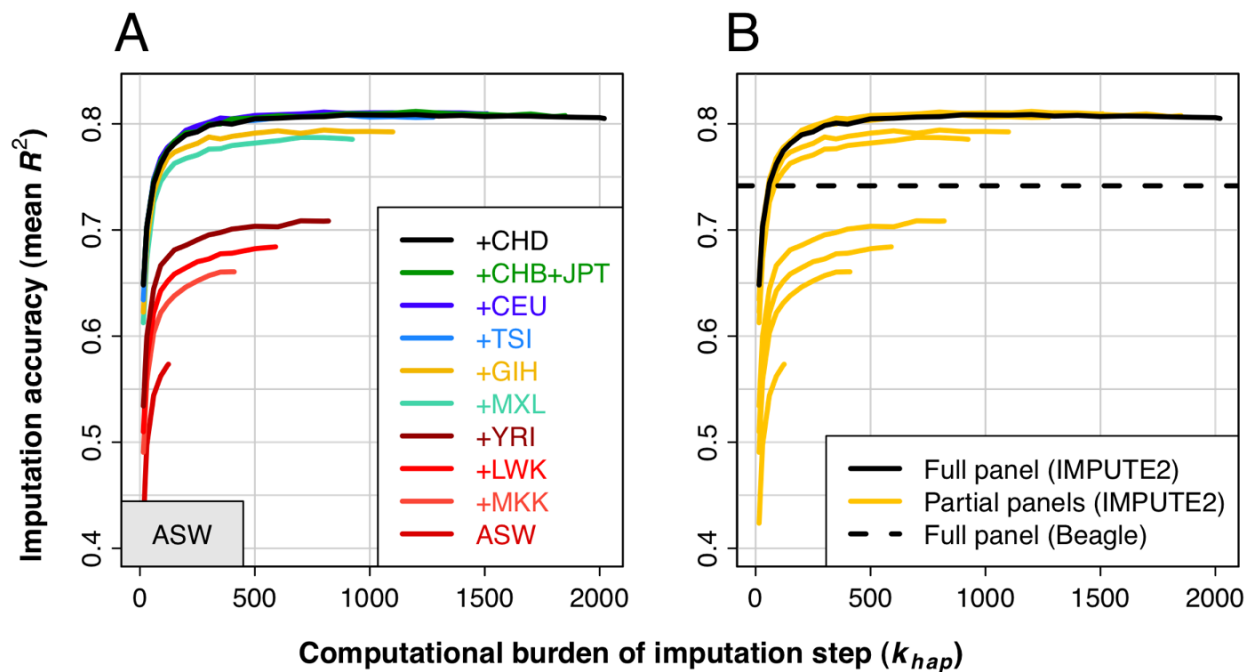 A
B
Imputation accuracy (mean R²)
0.8
0.7
0.6
0.5
0.4
+CHD
+CHB+JPT
+CEU
+TSI
+GIH
+MXL
+YRI
+LWK
+MKK
ASW
ASW
0 500 1000 1500 2000
0.8
0.7
0.6
0.5
0.4
Full panel (IMPUTE2)
Partial panels (IMPUTE2)
Full panel (Beagle)
0 500 1000 1500 2000
Computational burden of imputation step (k_hap)